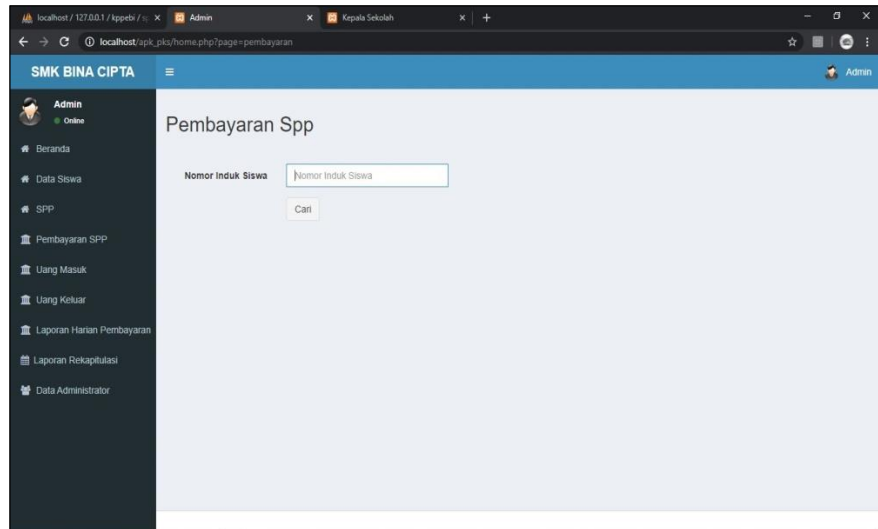 localhost / 127.0.0.1 / kppebi / sp
Admin
Kepala Sekolah
localhost/apk_pks/home.php?page=pembayaran
SMK BINA CIPTA
Admin
Admin
Online
Pembayaran Spp
Beranda
Data Siswa
Nomor Induk Siswa
Nomor Induk Siswa
SPP
Cari
Pembayaran SPP
Uang Masuk
Uang Keluar
Laporan Harian Pembayaran
Laporan Rekapitulasi
Data Administrator